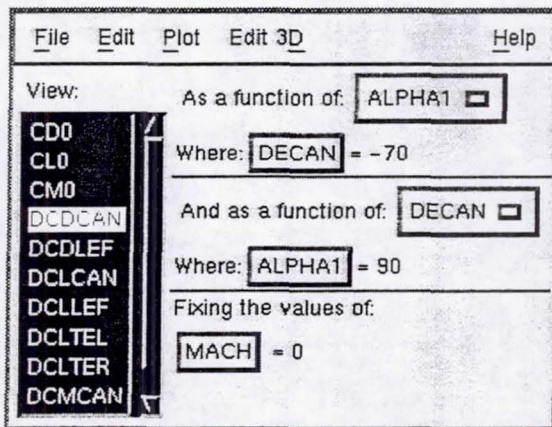 File Edit Plot Edit 3D Help
View:
CD0
CL0
CM0
DCDCAN
DCDLEF
DCLCAN
DCLLEF
DCLTEL
DCLTER
DCMCAN
As a function of: ALPHA1
Where: DECAN = -70
And as a function of: DECAN
Where: ALPHA1 = 90
Fixing the values of:
MACH = 0